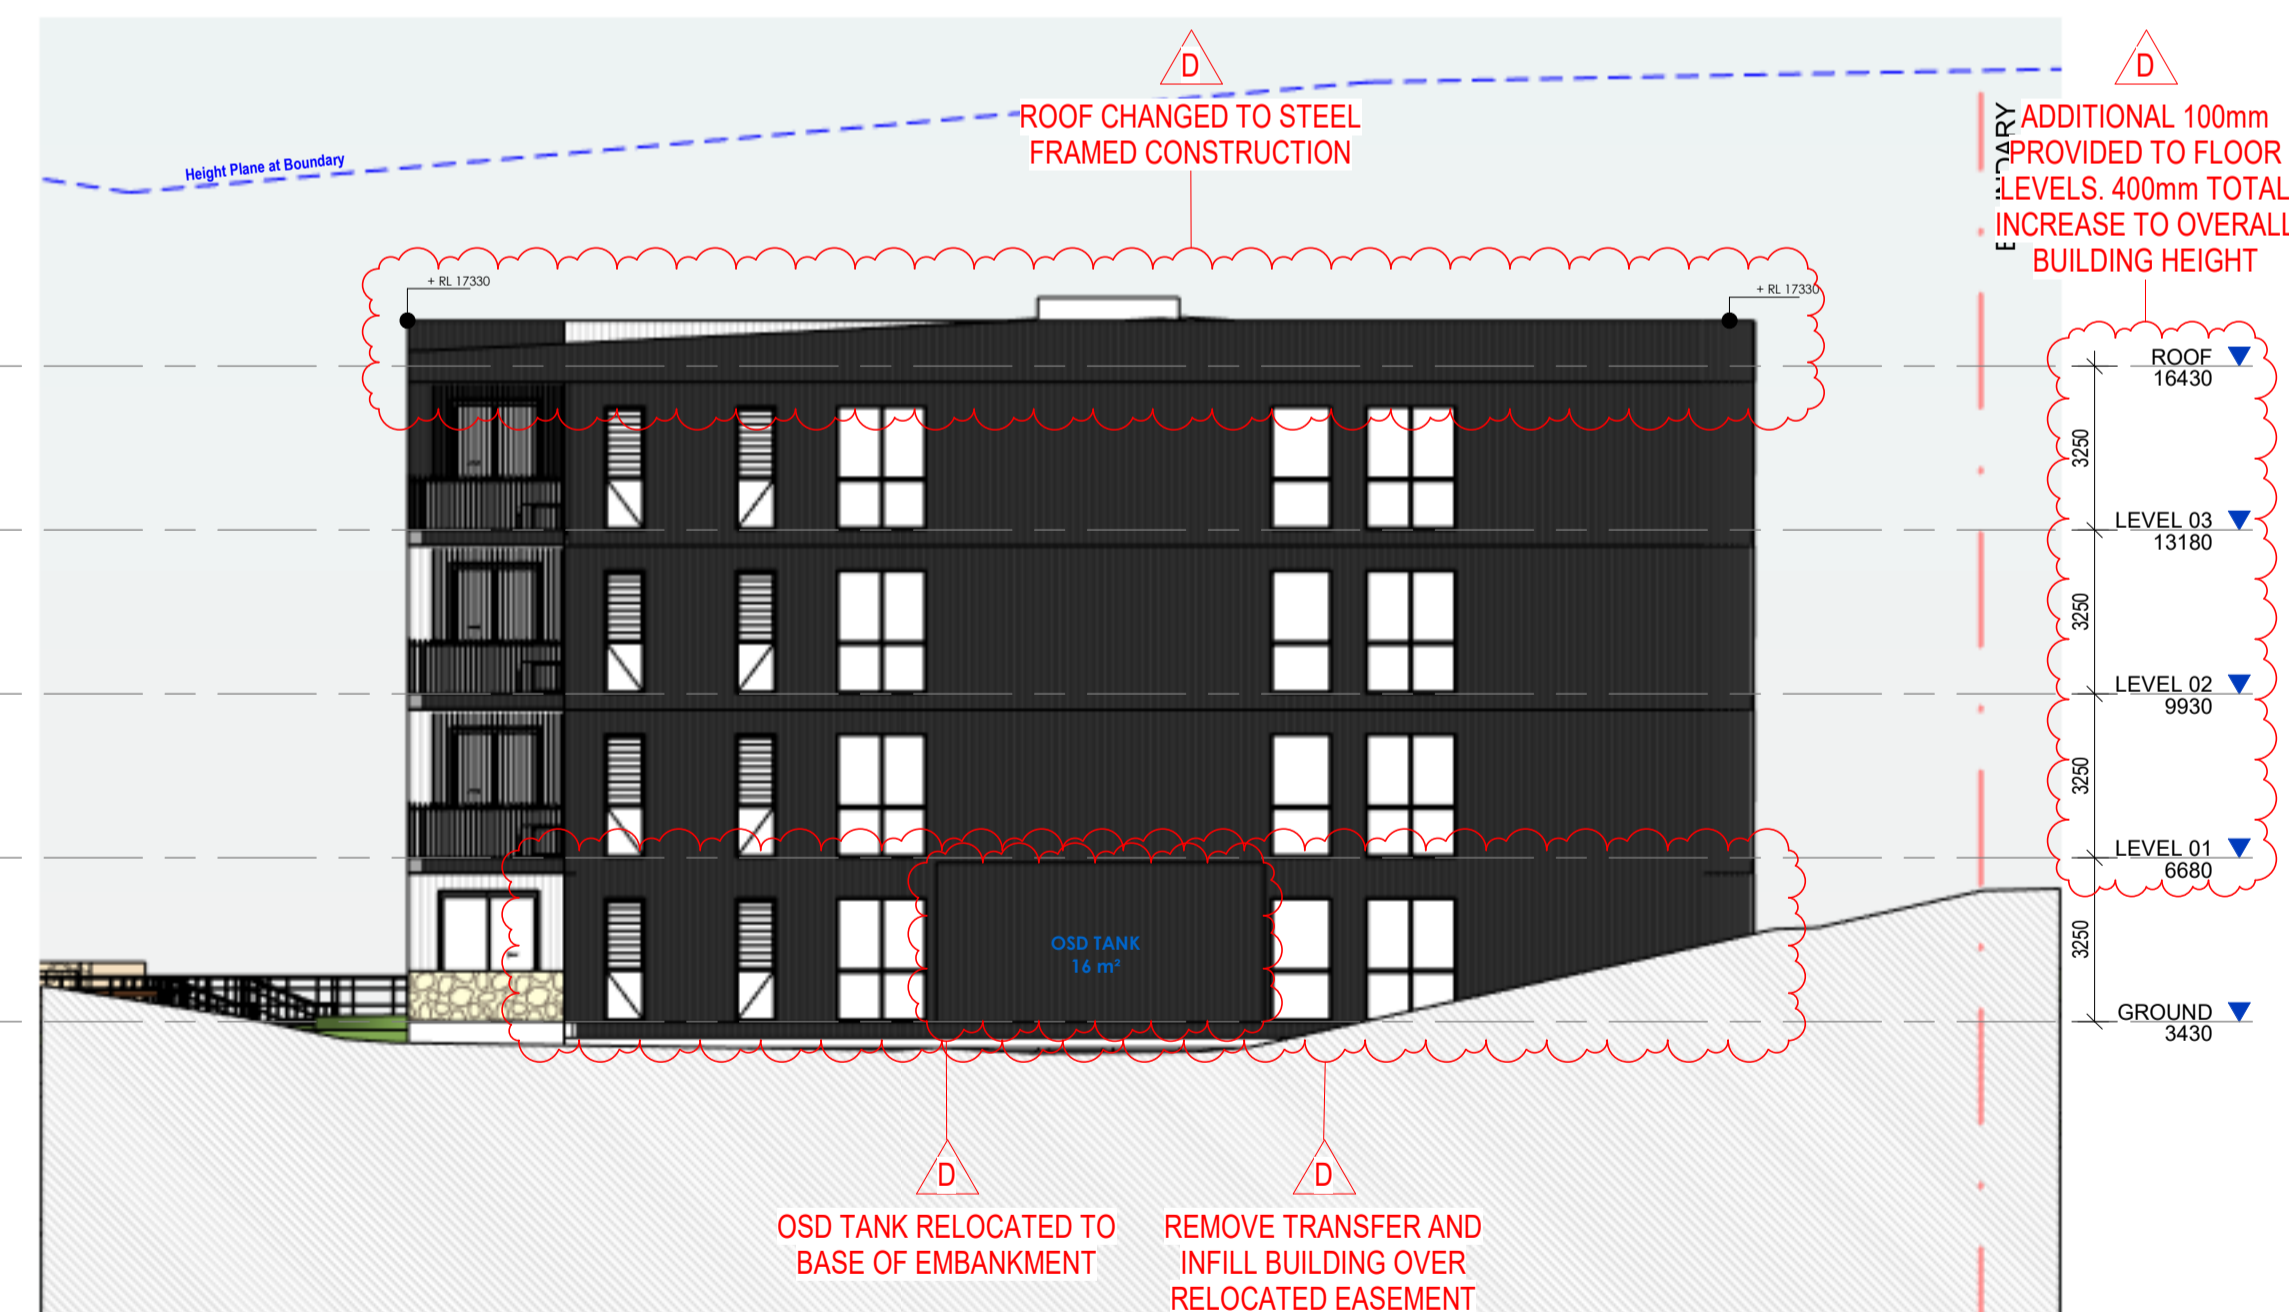 D
ROOF CHANGED TO STEEL
FRAMED CONSTRUCTION
D
ADDITIONAL 100mm
PROVIDED TO FLOOR
LEVELS. 400mm TOTAL
INCREASE TO OVERALL
BUILDING HEIGHT
Height Plane at Boundary
+ RL 17330
+ RL 17330
ROOF
16430
3250
LEVEL 03
13180
3250
LEVEL 02
9930
3250
LEVEL 01
6680
3250
GROUND
3430
OSD TANK
16 m²
D
OSD TANK RELOCATED TO
BASE OF EMBANKMENT
D
REMOVE TRANSFER AND
INFILL BUILDING OVER
RELOCATED EASEMENT